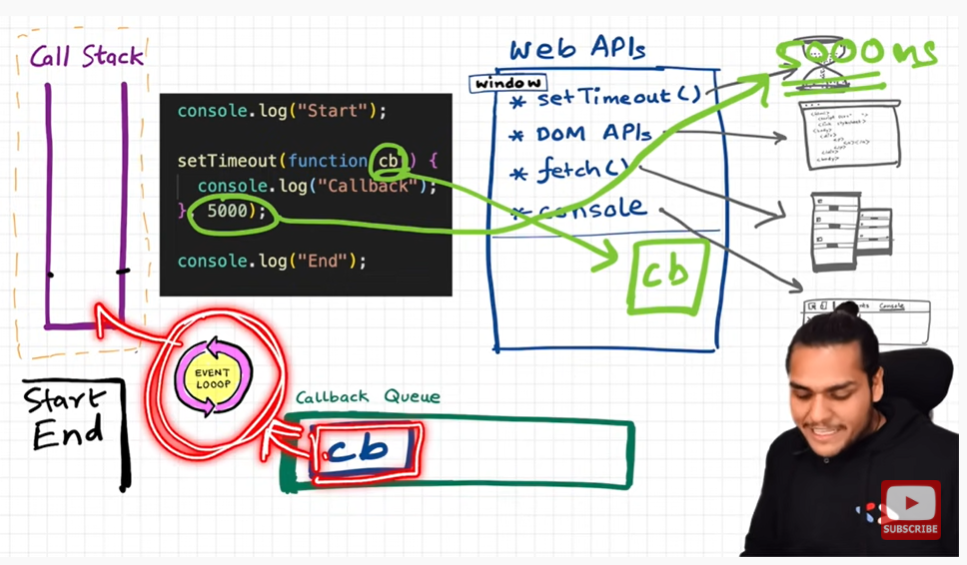 Call Stack
Web APIs
5000ms
window
* setTimeout()
* DOM APIs
* fetch()
* console
cb
console.log("Start");
setTimeout(function cb() {
console.log("Callback");
}, 5000);
console.log("End");
EVENT
LOOOP
Start
End
Callback Queue
cb
Console
SUBSCRIBE